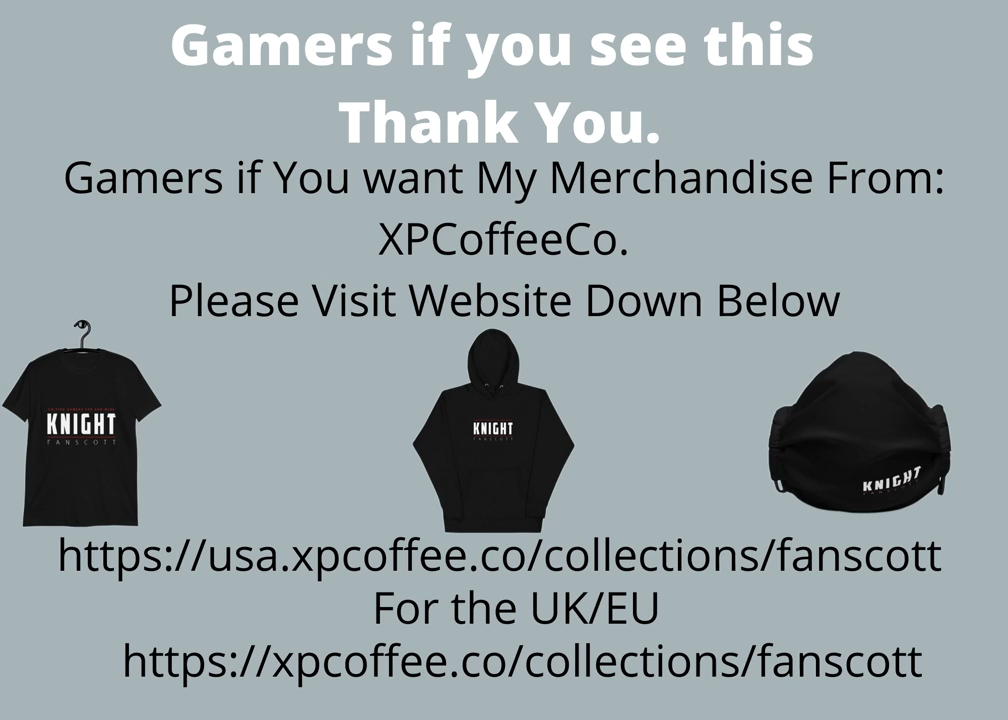 Gamers if you see this
Thank You.
Gamers if You want My Merchandise From:
XPCoffeeCo.
Please Visit Website Down Below
KNIGHT
FANSCOTT
KNIGHT
FANSCOTT
KNIGHT
FANSCOTT
https://usa.xpcoffee.co/collections/fanscott
For the UK/EU
https://xpcoffee.co/collections/fanscott